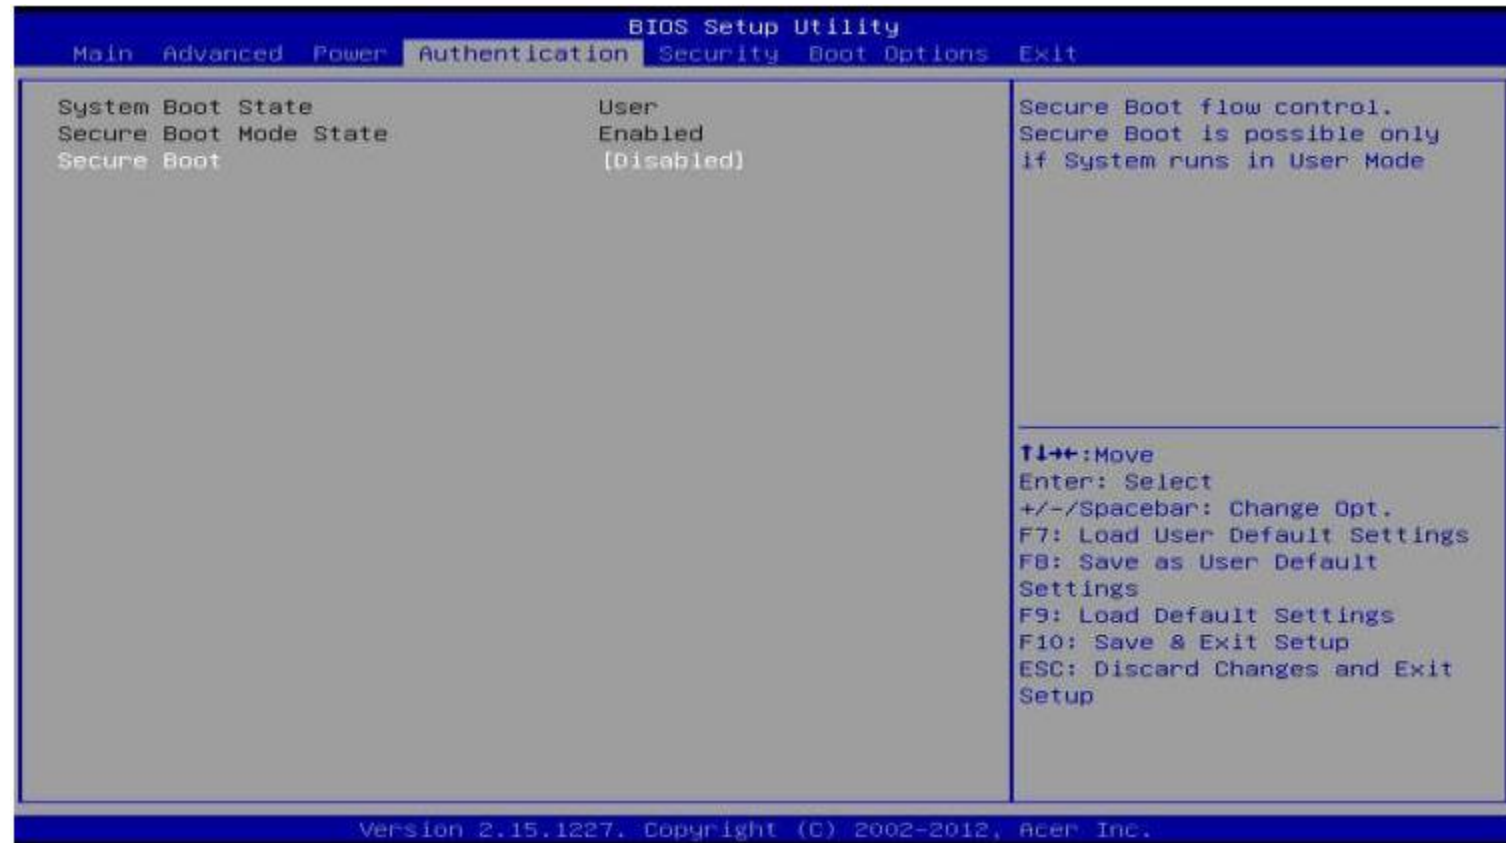 BIOS Setup Utility
Main Advanced Power Authentication Security Boot Options Exit
System Boot State User
Secure Boot Mode State Enabled
Secure Boot [Disabled]
Secure Boot flow control.
Secure Boot is possible only
if System runs in User Mode
↑↓→←:Move
Enter: Select
+/-/Spacebar: Change Opt.
F7: Load User Default Settings
F8: Save as User Default
Settings
F9: Load Default Settings
F10: Save & Exit Setup
ESC: Discard Changes and Exit
Setup
Version 2.15.1227. Copyright (C) 2002-2012, Acer Inc.